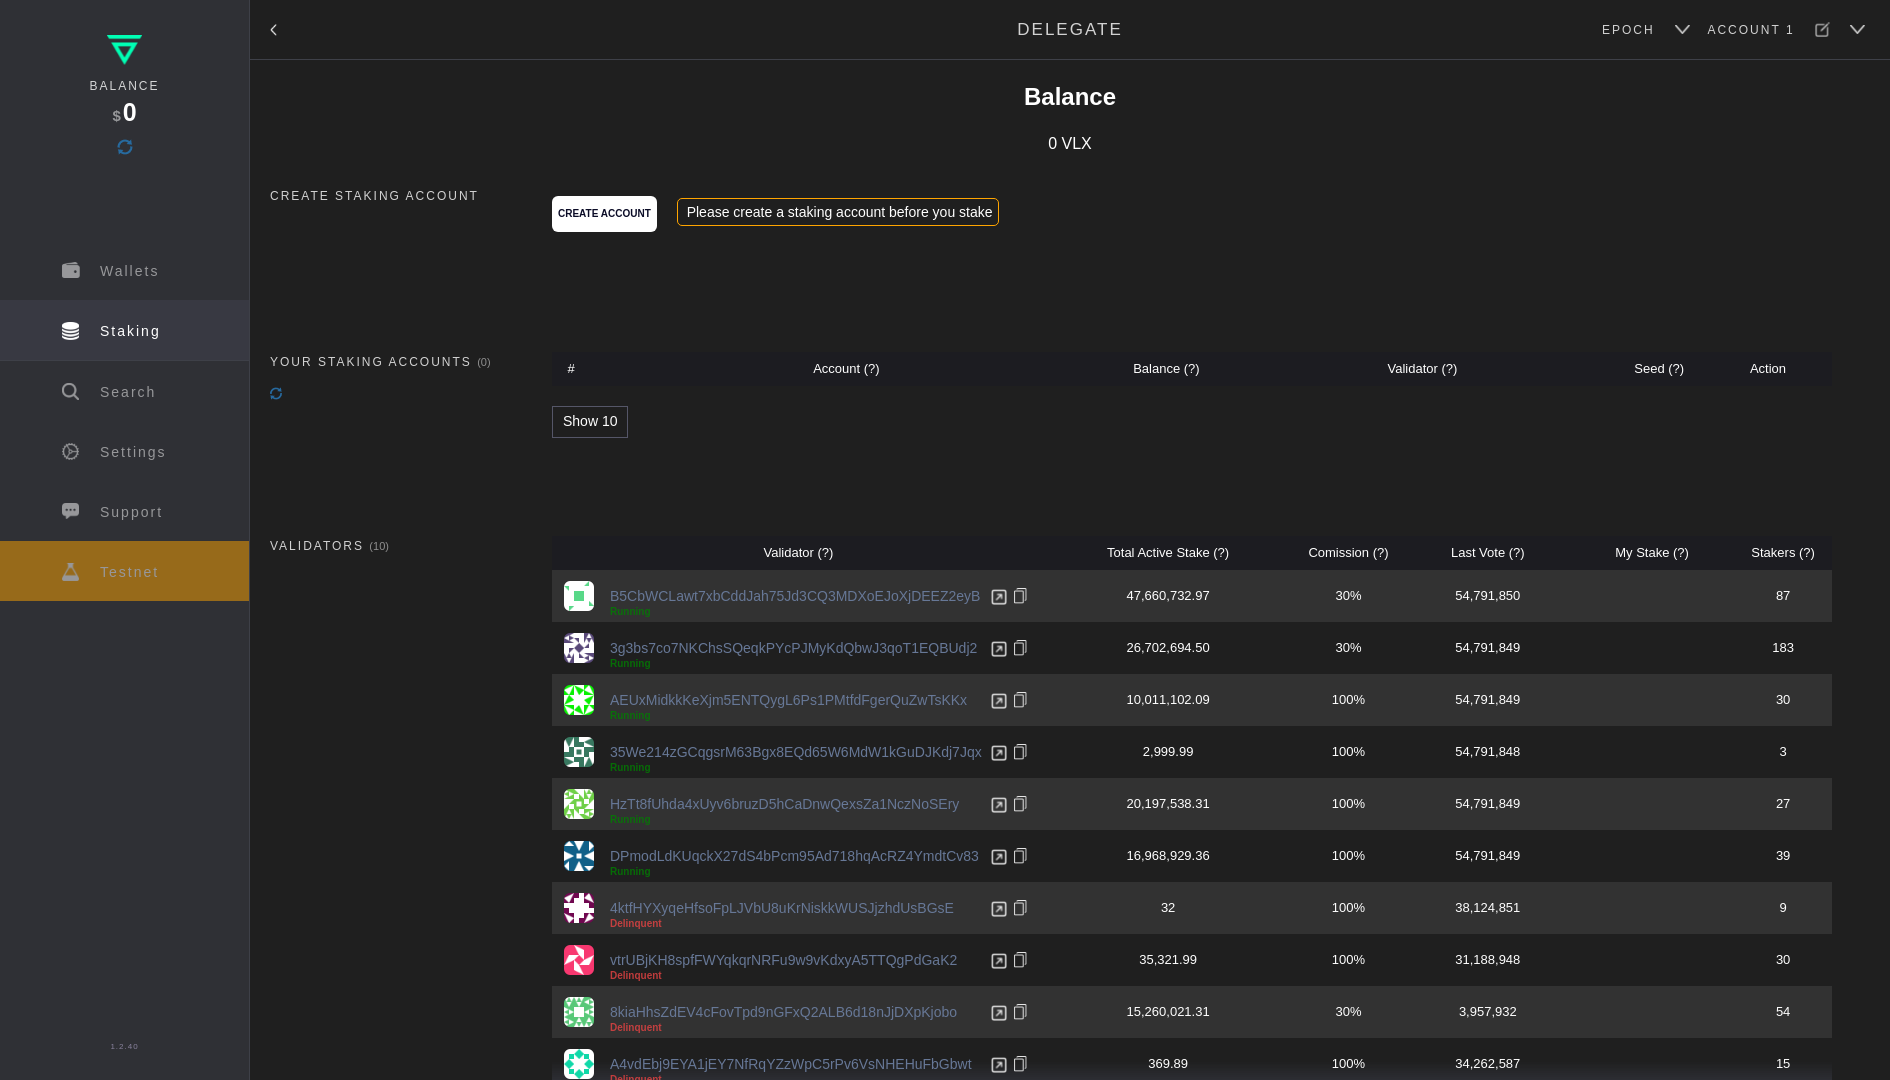 DELEGATE
EPOCH
ACCOUNT 1
BALANCE
$0
Balance
0 VLX
CREATE STAKING ACCOUNT
CREATE ACCOUNT
Please create a staking account before you stake
Wallets
Staking
Search
Settings
Support
Testnet
1.2.40
YOUR STAKING ACCOUNTS (0)
# Account (?) Balance (?) Validator (?) Seed (?) Action
Show 10
VALIDATORS (10)
Validator (?) Total Active Stake (?) Comission (?) Last Vote (?) My Stake (?) Stakers (?)
B5CbWCLawt7xbCddJah75Jd3CQ3MDXoEJoXjDEEZ2eyB 47,660,732.97 30% 54,791,850 87
Running
3g3bs7co7NKChsSQeqkPYcPJMyKdQbwJ3qoT1EQBUdj2 26,702,694.50 30% 54,791,849 183
Running
AEUxMidkkKeXjm5ENTQygL6Ps1PMtfdFgerQuZwTsKKx 10,011,102.09 100% 54,791,849 30
Running
35We214zGCqgsrM63Bgx8EQd65W6MdW1kGuDJKdj7Jqx 2,999.99 100% 54,791,848 3
Running
HzTt8fUhda4xUyv6bruzD5hCaDnwQexsZa1NczNoSEry 20,197,538.31 100% 54,791,849 27
Running
DPmodLdKUqckX27dS4bPcm95Ad718hqAcRZ4YmdtCv83 16,968,929.36 100% 54,791,849 39
Running
4ktfHYXyqeHfsoFpLJVbU8uKrNiskkWUSJjzhdUsBGsE 32 100% 38,124,851 9
Delinquent
vtrUBjKH8spfFWYqkqrNRFu9w9vKdxyA5TTQgPdGaK2 35,321.99 100% 31,188,948 30
Delinquent
8kiaHhsZdEV4cFovTpd9nGFxQ2ALB6d18nJjDXpKjobo 15,260,021.31 30% 3,957,932 54
Delinquent
A4vdEbj9EYA1jEY7NfRqYZzWpC5rPv6VsNHEHuFbGbwt 369.89 100% 34,262,587 15
Delinquent